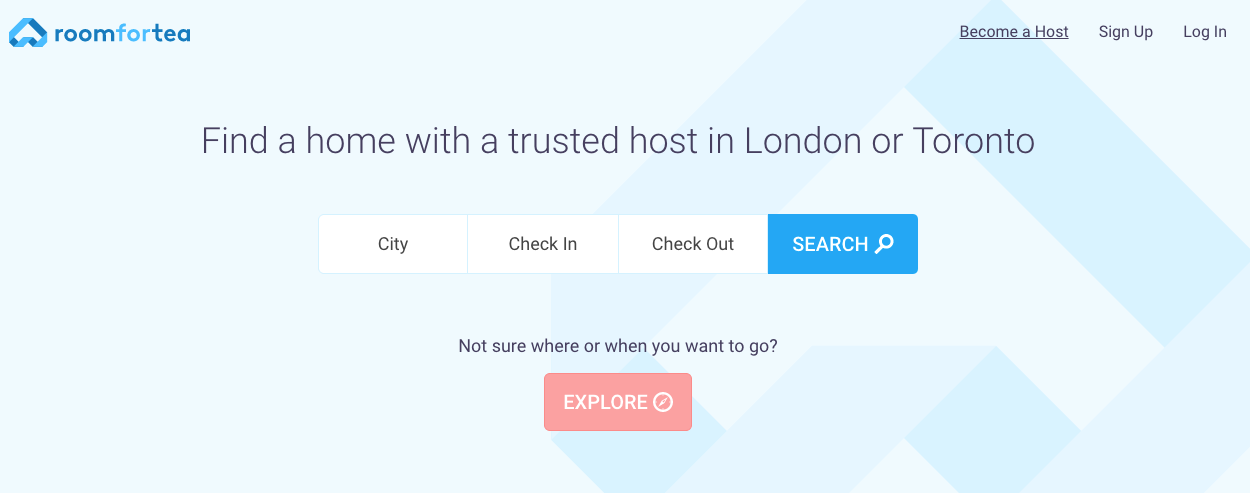 roomfortea
Become a Host Sign Up Log In
Find a home with a trusted host in London or Toronto
City Check In Check Out SEARCH
Not sure where or when you want to go?
EXPLORE